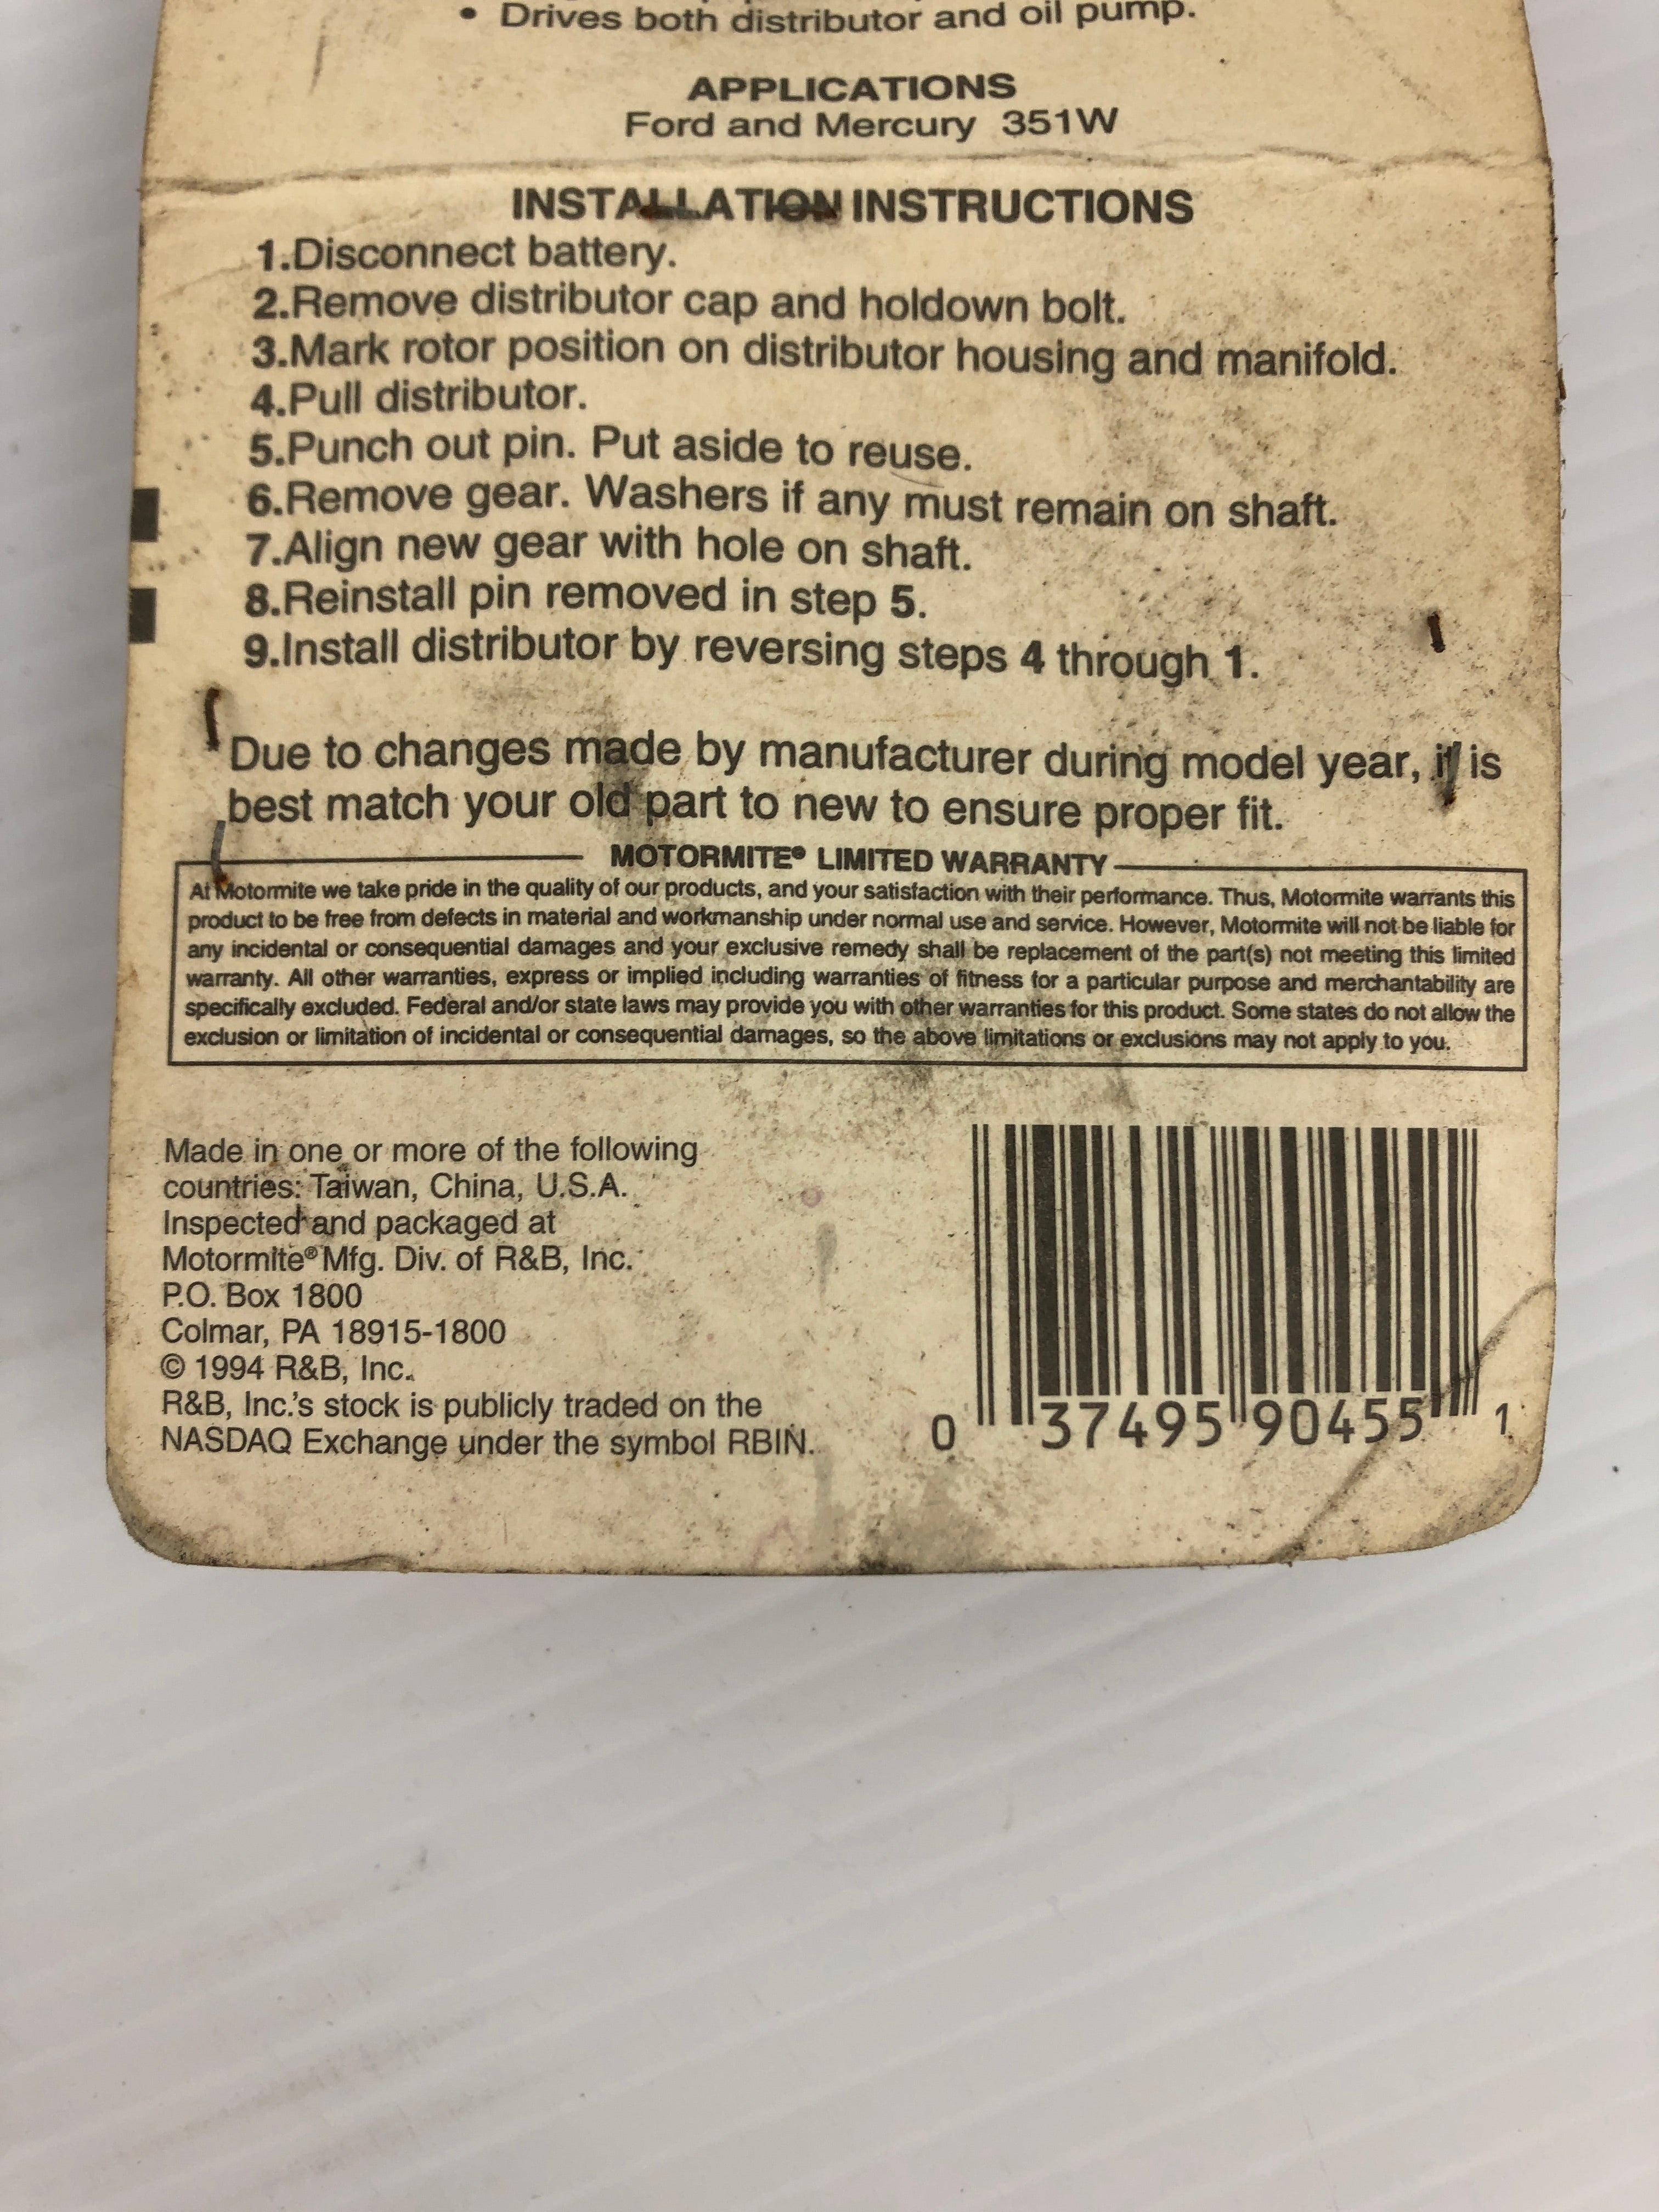 • Drives both distributor and oil pump.
APPLICATIONS
Ford and Mercury 351W
INSTALLATION INSTRUCTIONS
1.Disconnect battery.
2.Remove distributor cap and holdown bolt.
3.Mark rotor position on distributor housing and manifold.
4.Pull distributor.
5.Punch out pin. Put aside to reuse.
6.Remove gear. Washers if any must remain on shaft.
7.Align new gear with hole on shaft.
8.Reinstall pin removed in step 5.
9.Install distributor by reversing steps 4 through 1.
Due to changes made by manufacturer during model year, it is
best match your old part to new to ensure proper fit.
MOTORMITE® LIMITED WARRANTY
At Motormite we take pride in the quality of our products, and your satisfaction with their performance. Thus, Motormite warrants this
product to be free from defects in material and workmanship under normal use and service. However, Motormite will not be liable for
any incidental or consequential damages and your exclusive remedy shall be replacement of the part(s) not meeting this limited
warranty. All other warranties, express or implied including warranties of fitness for a particular purpose and merchantability are
specifically excluded. Federal and/or state laws may provide you with other warranties for this product. Some states do not allow the
exclusion or limitation of incidental or consequential damages, so the above limitations or exclusions may not apply to you.
Made in one or more of the following
countries: Taiwan, China, U.S.A.
Inspected and packaged at
Motormite® Mfg. Div. of R&B, Inc.
P.O. Box 1800
Colmar, PA 18915-1800
© 1994 R&B, Inc.
R&B, Inc.'s stock is publicly traded on the
NASDAQ Exchange under the symbol RBIN.
0 37495 90455 1